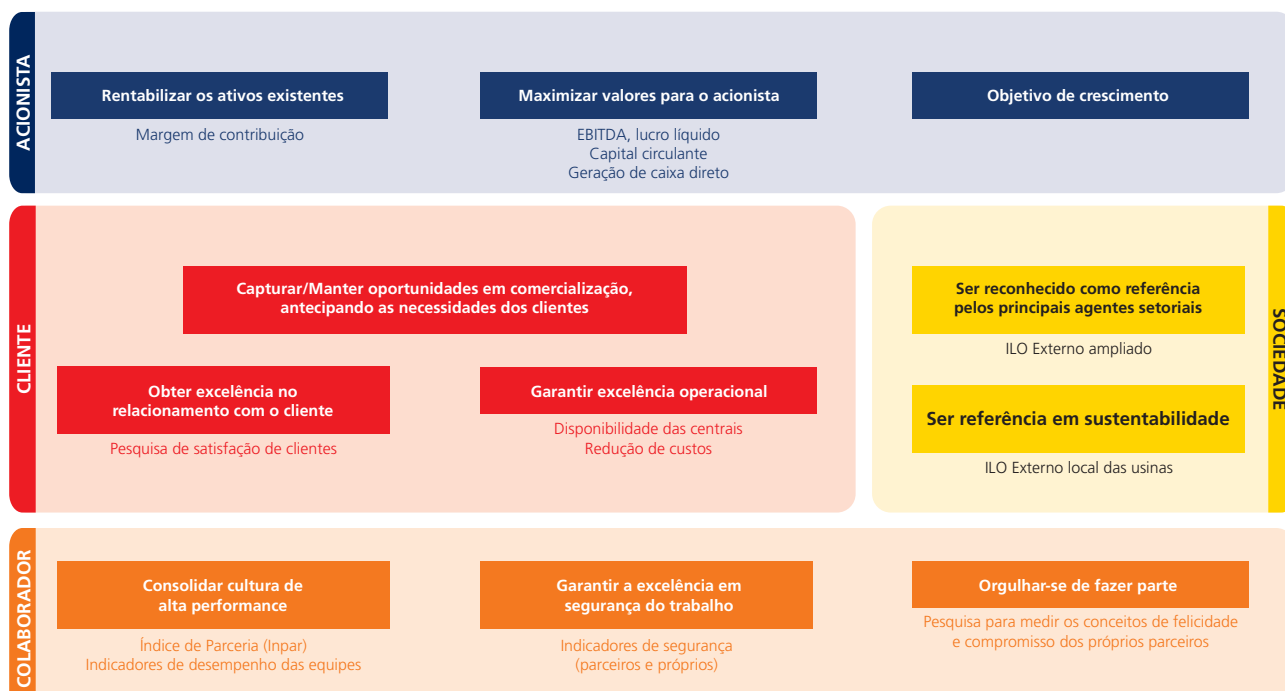 ACIONISTA
Rentabilizar os ativos existentes
Margem de contribuição
Maximizar valores para o acionista
EBITDA, lucro líquido
Capital circulante
Geração de caixa direto
Objetivo de crescimento
CLIENTE
Capturar/Manter oportunidades em comercialização,
antecipando as necessidades dos clientes
Obter excelência no
relacionamento com o cliente
Pesquisa de satisfação de clientes
Garantir excelência operacional
Disponibilidade das centrais
Redução de custos
SOCIEDADE
Ser reconhecido como referência
pelos principais agentes setoriais
ILO Externo ampliado
Ser referência em sustentabilidade
ILO Externo local das usinas
COLABORADOR
Consolidar cultura de
alta performance
Índice de Parceria (Inpar)
Indicadores de desempenho das equipes
Garantir a excelência em
segurança do trabalho
Indicadores de segurança
(parceiros e próprios)
Orgulhar-se de fazer parte
Pesquisa para medir os conceitos de felicidade
e compromisso dos próprios parceiros